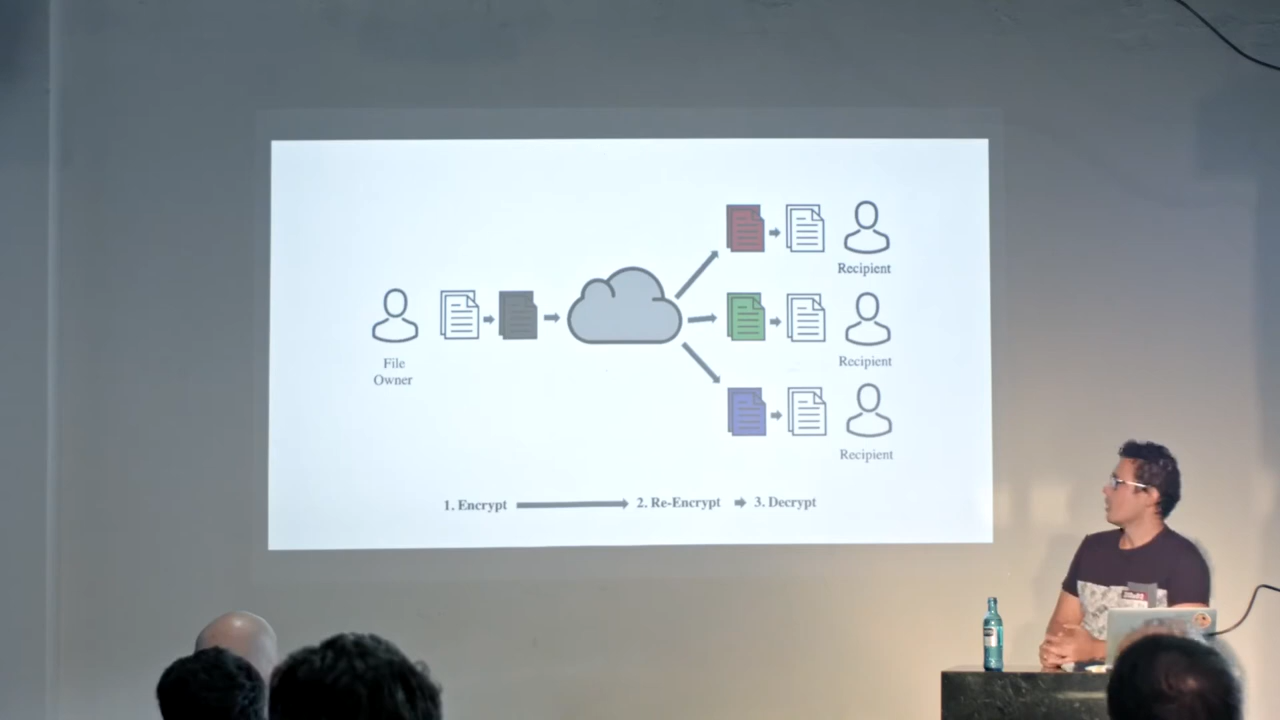 Recipient
File
Owner
Recipient
Recipient
1. Encrypt
2. Re-Encrypt
3. Decrypt